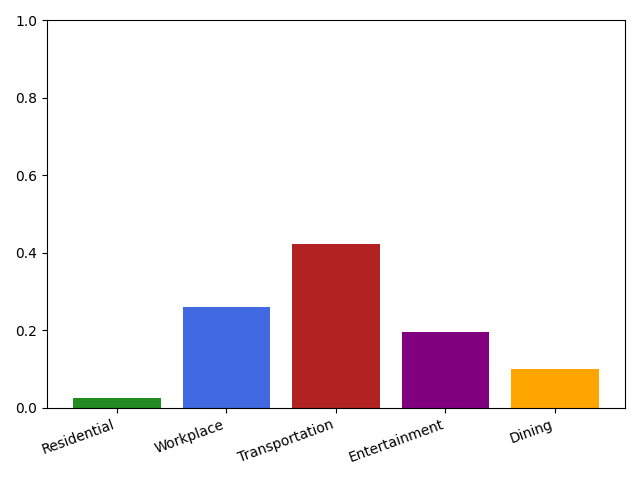 1.0
0.8
0.6
0.4
0.2
0.0
Residential
Workplace
Transportation
Entertainment
Dining